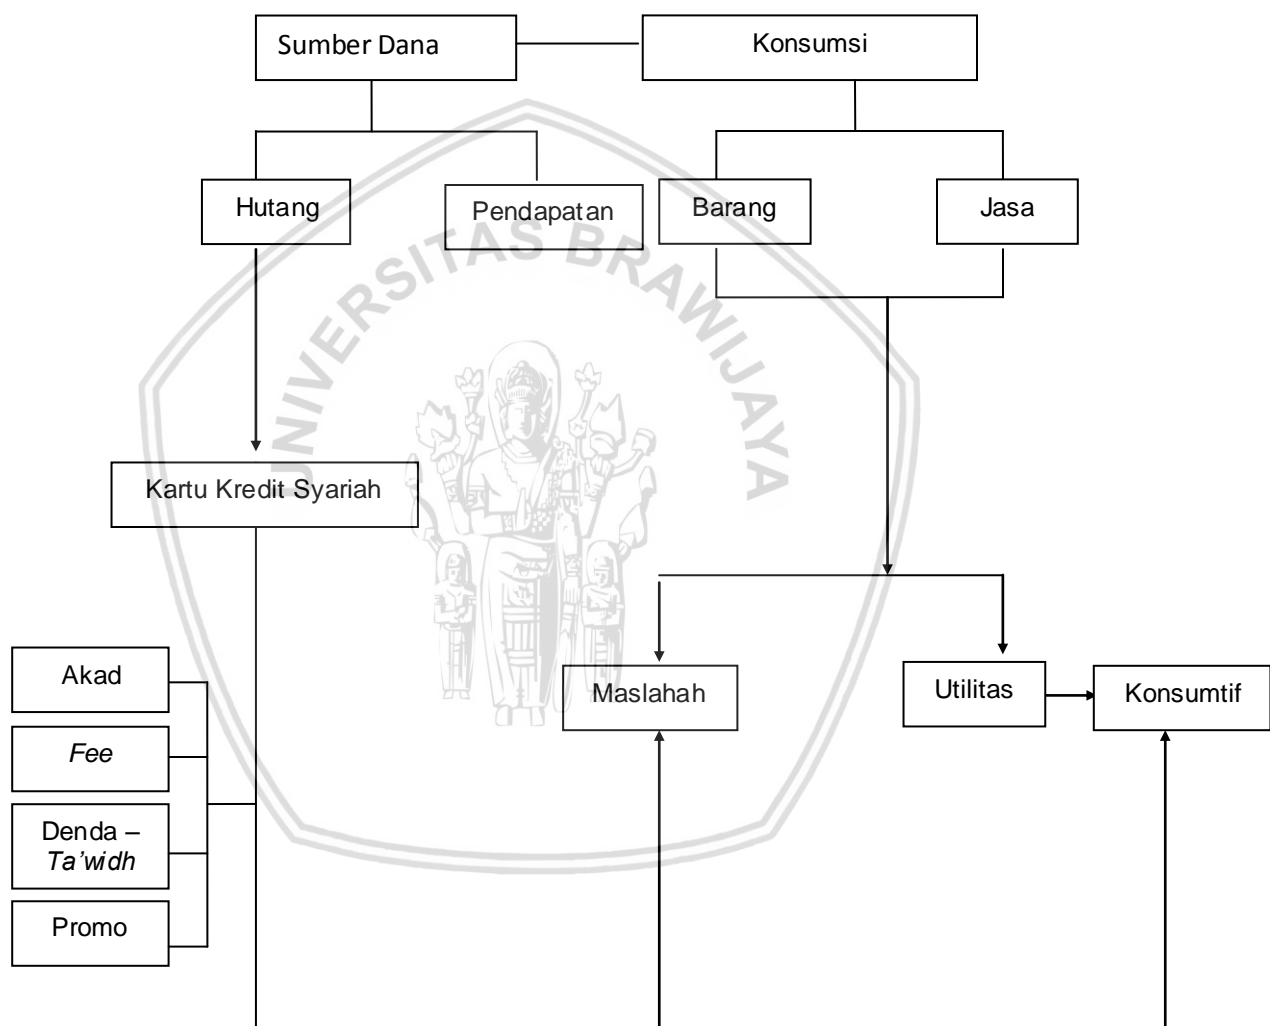 Sumber Dana
Konsumsi
Hutang
Pendapatan
Barang
Jasa
UNIVERSITAS BRAWIJAYA
Kartu Kredit Syariah
Akad
Fee
Denda –
Ta’widh
Promo
Maslahah
Utilitas
Konsumtif